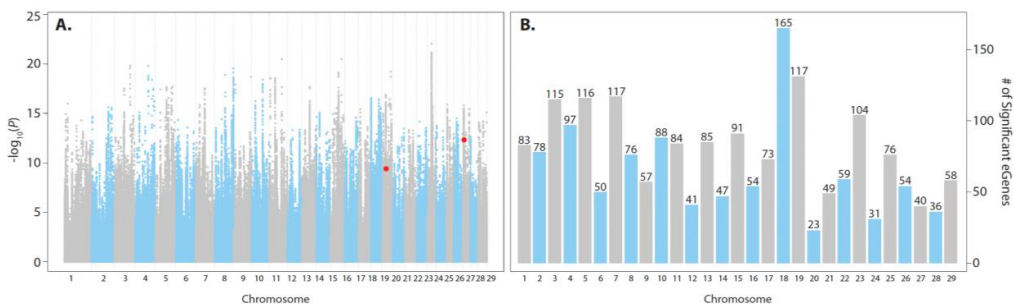 A.
25
20
15
10
5
0
-log10(P)
1 2 3 4 5 6 7 8 9 10 11 12 13 14 15 16 17 18 19 20 21 22 23 24 25 26 27 28 29
Chromosome
B.
83 78 115 97 116 50 117 76 57 88 84 41 85 47 91 54 73 165 117 23 49 59 104 31 76 54 40 36 58
150
100
50
0
# of Significant eGenes
1 2 3 4 5 6 7 8 9 10 11 12 13 14 15 16 17 18 19 20 21 22 23 24 25 26 27 28 29
Chromosome